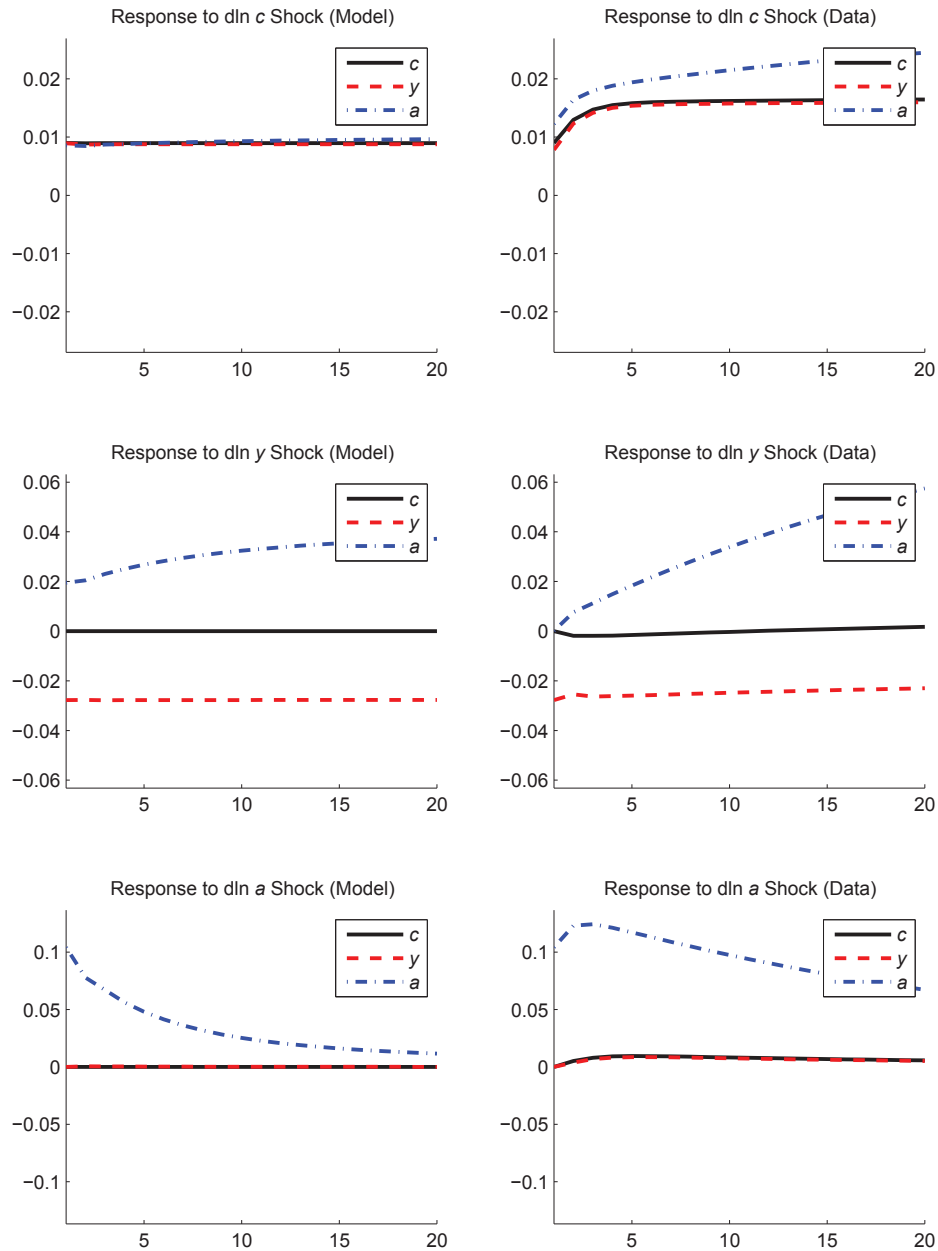 Response to dln c Shock (Model)
0.02
0.01
0
−0.01
−0.02
5 10 15 20
c
y
a
Response to dln c Shock (Data)
0.02
0.01
0
−0.01
−0.02
5 10 15 20
c
y
a
Response to dln y Shock (Model)
0.06
0.04
0.02
0
−0.02
−0.04
−0.06
5 10 15 20
c
y
a
Response to dln y Shock (Data)
0.06
0.04
0.02
0
−0.02
−0.04
−0.06
5 10 15 20
c
y
a
Response to dln a Shock (Model)
0.1
0.05
0
−0.05
−0.1
5 10 15 20
c
y
a
Response to dln a Shock (Data)
0.1
0.05
0
−0.05
−0.1
5 10 15 20
c
y
a